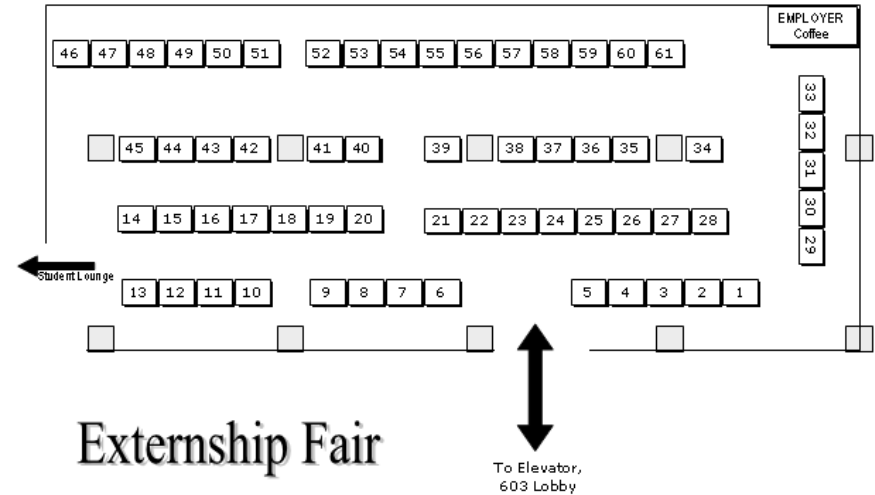 EMPLOYER
Coffee
46 47 48 49 50 51 52 53 54 55 56 57 58 59 60 61
33
32
31
30
29
45 44 43 42 41 40 39 38 37 36 35 34
14 15 16 17 18 19 20 21 22 23 24 25 26 27 28
Student Lounge
13 12 11 10 9 8 7 6 5 4 3 2 1
Externship Fair
To Elevator,
603 Lobby